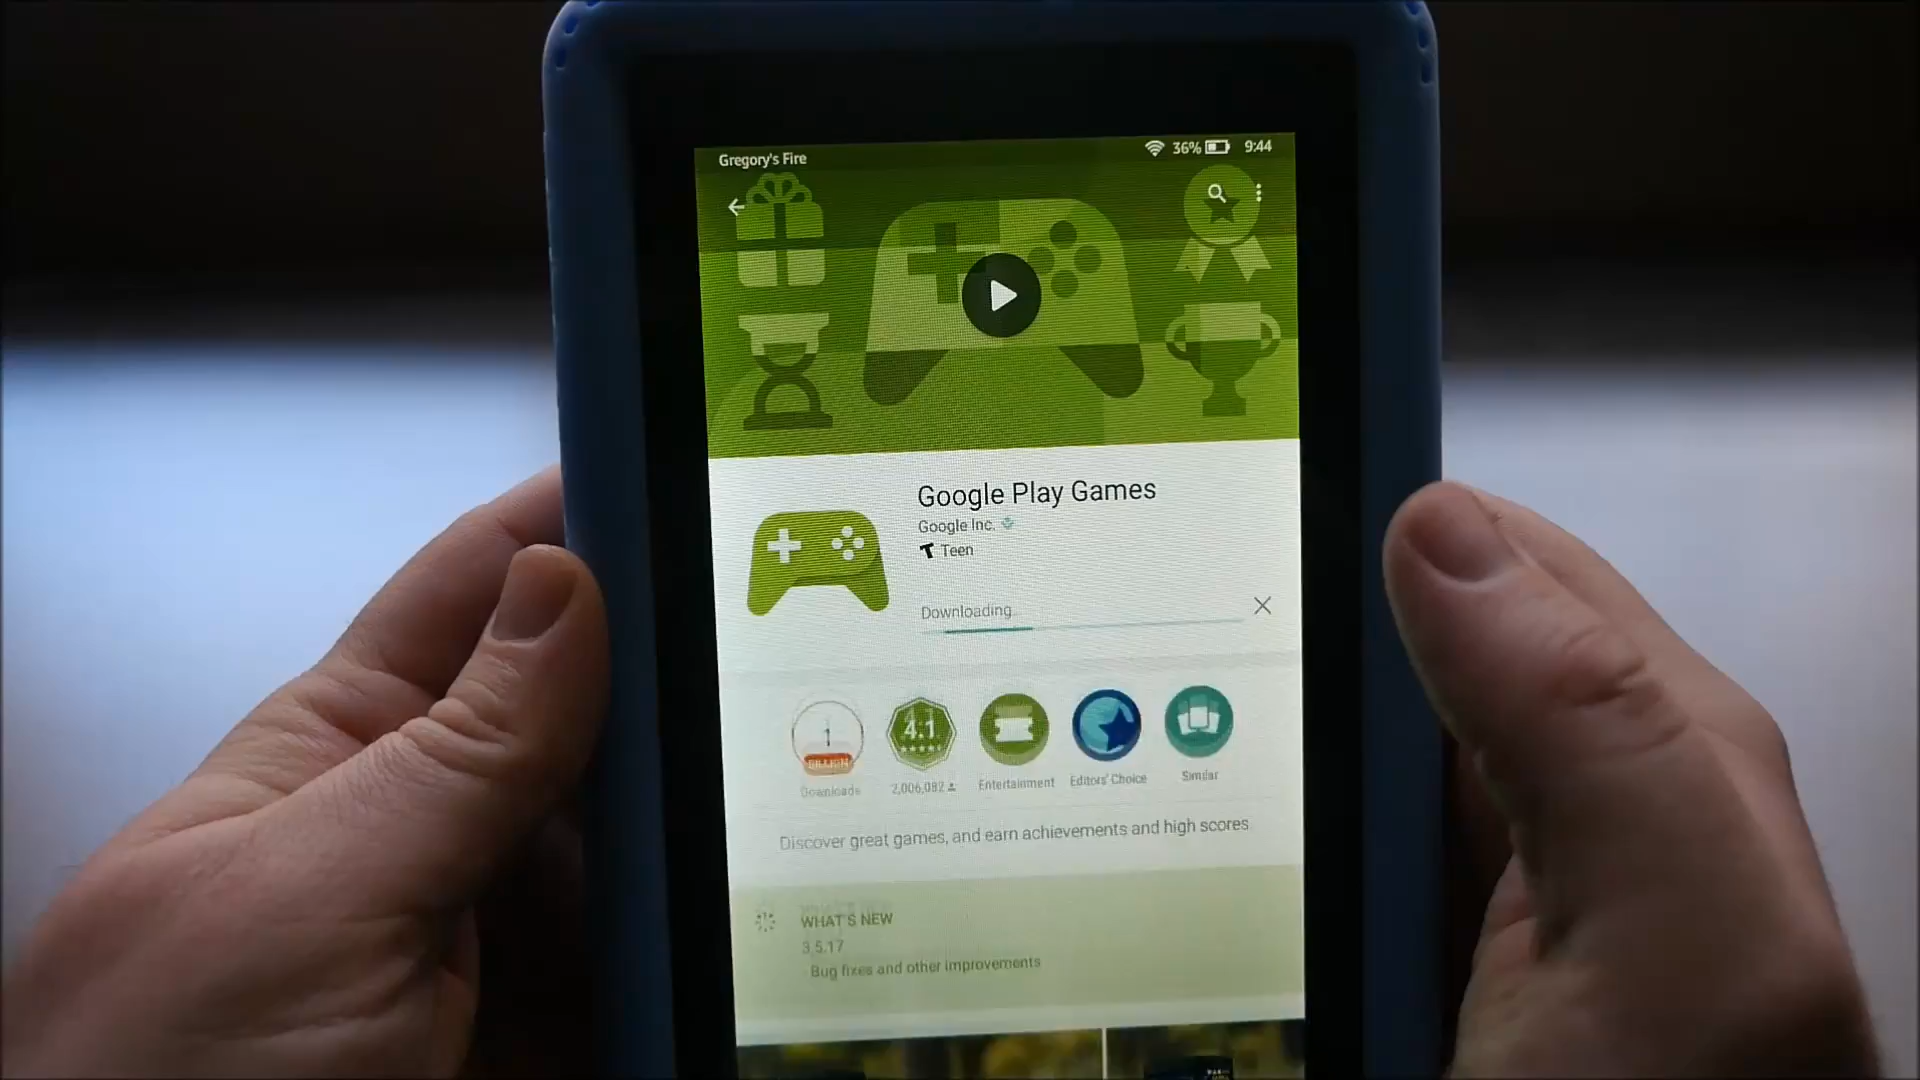 Gregory's Fire 36% 9:44
Google Play Games
Google Inc.
T Teen
Downloading
1
BILLION
Downloads
4.1
2,006,082
Entertainment
Editors' Choice
Similar
Discover great games, and earn achievements and high scores
WHAT'S NEW
3.5.17
Bug fixes and other improvements